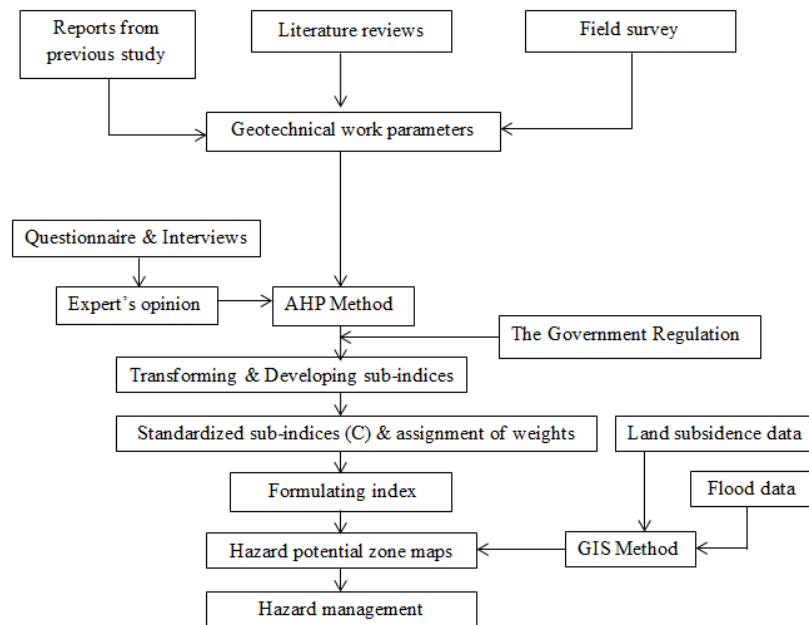 Reports from
previous study
Literature reviews
Field survey
Geotechnical work parameters
Questionnaire & Interviews
Expert's opinion
AHP Method
The Government Regulation
Transforming & Developing sub-indices
Standardized sub-indices (C) & assignment of weights
Land subsidence data
Formulating index
Flood data
Hazard potential zone maps
GIS Method
Hazard management